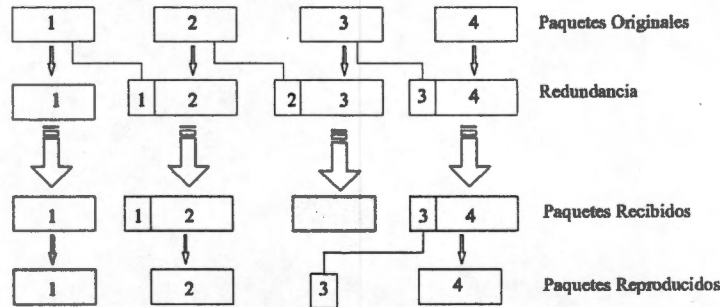 1 2 3 4 Paquetes Originales
1 1 2 2 3 3 4 Redundancia
1 1 2 3 4 Paquetes Recibidos
1 2 3 4 Paquetes Reproducidos